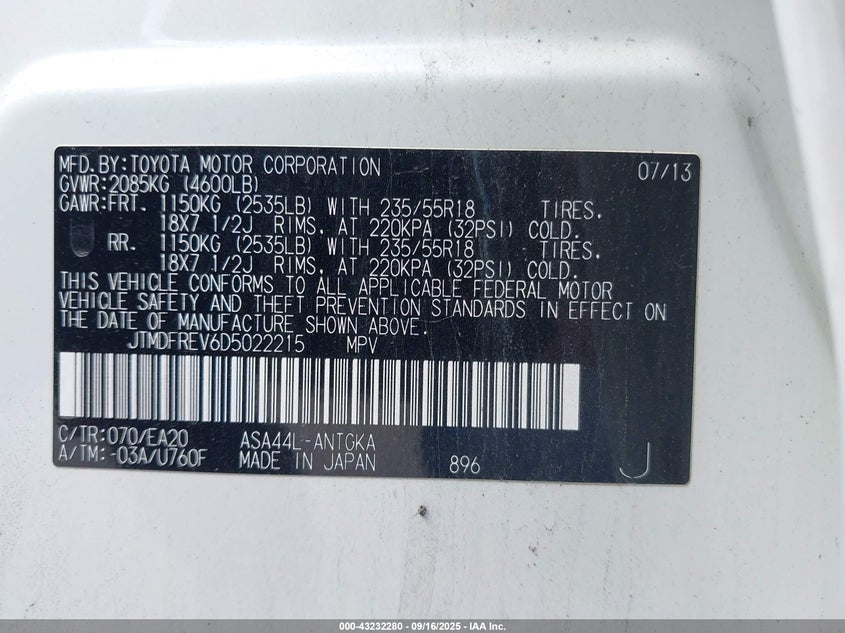 MFD.BY:TOYOTA MOTOR CORPORATION 07/13
GVWR:2085KG (4600LB)
GAWR:FRT. 1150KG (2535LB) WITH 235/55R18 TIRES.
18X7 1/2J RIMS. AT 220KPA (32PSI) COLD.
RR. 1150KG (2535LB) WITH 235/55R18 TIRES.
18X7 1/2J RIMS. AT 220KPA (32PSI) COLD.
THIS VEHICLE CONFORMS TO ALL APPLICABLE FEDERAL MOTOR
VEHICLE SAFETY AND THEFT PREVENTION STANDARDS IN EFFECT ON
THE DATE OF MANUFACTURE SHOWN ABOVE.
JTMDFREV6D5022215 MPV
C/TR:070/EA20 ASA44L-ANTGKA
A/TM:-03A/U760F MADE IN JAPAN 896 J
000-43232280 - 09/16/2025 - IAA Inc.